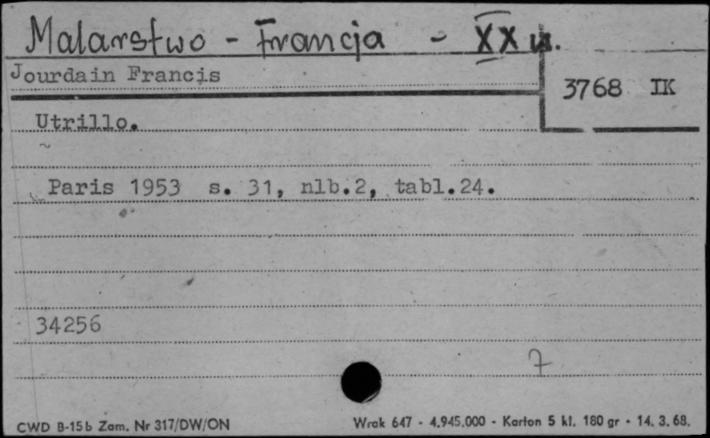 Malarstwo - Francja - XX w.
Jourdain Francis
3768 IK
Utrillo.
Paris 1953 s. 31, nlb.2, tabl.24.
34256
7
CWD B-15b Zam. Nr 317/DW/ON
Wrak 647 - 4.945.000 - Karton 5 kl. 180 gr - 14. 3. 68.